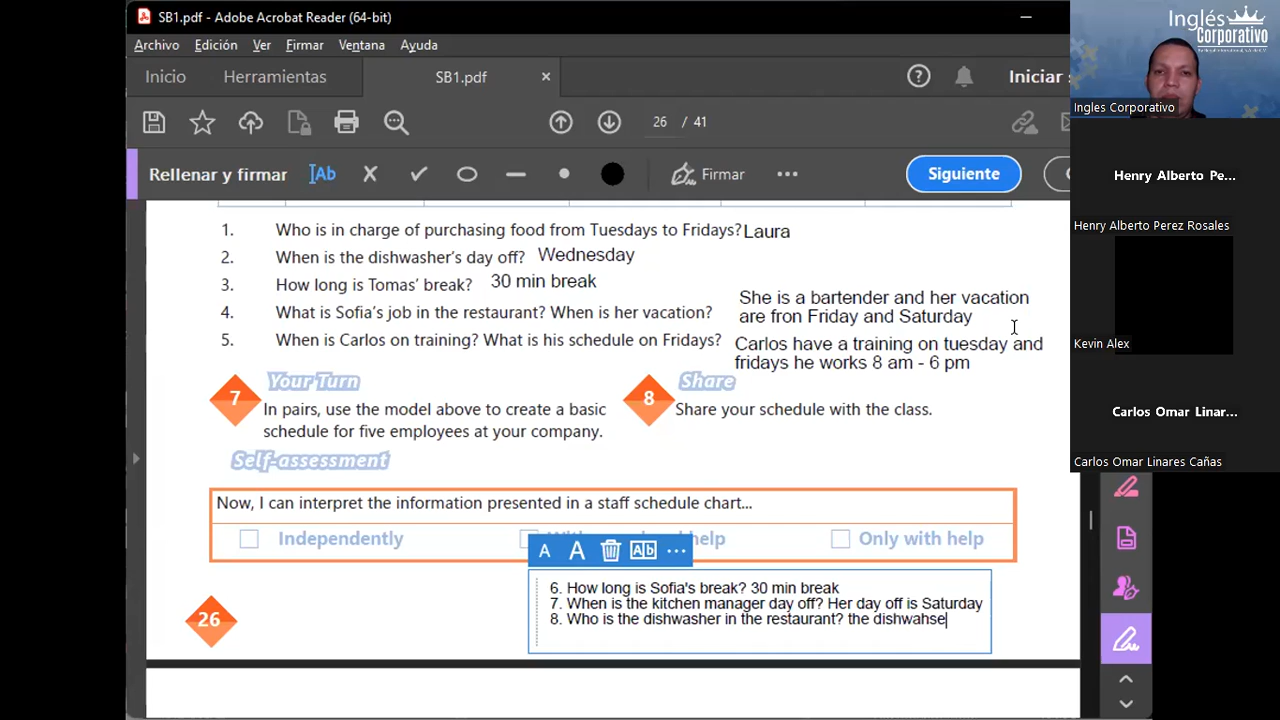 SB1.pdf - Adobe Acrobat Reader (64-bit)
Archivo Edición Ver Firmar Ventana Ayuda
Inicio Herramientas SB1.pdf Iniciar
26 / 41
Rellenar y firmar Ab Firmar Siguiente
1. Who is in charge of purchasing food from Tuesdays to Fridays? Laura
2. When is the dishwasher's day off? Wednesday
3. How long is Tomas' break? 30 min break
4. What is Sofia's job in the restaurant? When is her vacation? She is a bartender and her vacation
are fron Friday and Saturday
5. When is Carlos on training? What is his schedule on Fridays? Carlos have a training on tuesday and
fridays he works 8 am - 6 pm
7 Your Turn
In pairs, use the model above to create a basic
schedule for five employees at your company.
8 Share
Share your schedule with the class.
Self-assessment
Now, I can interpret the information presented in a staff schedule chart...
Independently help Only with help
A A Ab
6. How long is Sofia's break? 30 min break
7. When is the kitchen manager day off? Her day off is Saturday
8. Who is the dishwasher in the restaurant? the dishwahse
26
Inglés
Corporativo
Ingles Corporativo
Henry Alberto Pe...
Henry Alberto Perez Rosales
Kevin Alex
Carlos Omar Linar...
Carlos Omar Linares Cañas